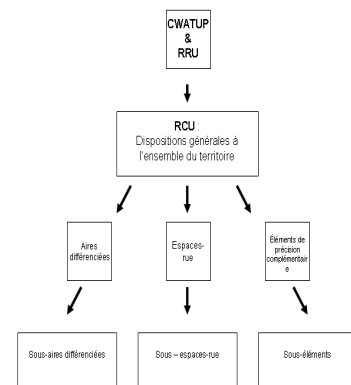 CWATUP
&
RRU
RCU :
Dispositions générales à
l'ensemble du territoire
Aires
différenciées
Espaces-
rue
Éléments de
précision
complémentair
e
Sous-aires différenciées
Sous – espaces-rue
Sous-éléments